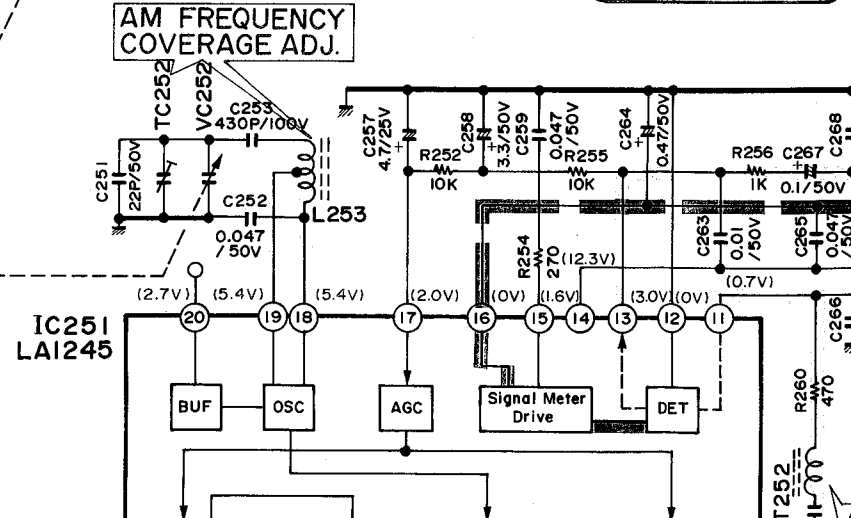 AM FREQUENCY
COVERAGE ADJ.
TC252
VC252
C253
430P/100V
C251
22P/50V
C252
0.047
/50V
L253
C257
4.7/25V
+
R252
10K
C258
3.3/50V
+
C259
0.047
/50V
R255
10K
C264
0.47/50V
+
R256
1K
C267
+
0.1/50V
C268
C263
0.01
/50V
C265
0.047
/50V
R254
270
(12.3V)
(0.7V)
(2.7V)
(5.4V)
(5.4V)
(2.0V)
(0V)
(1.6V)
(3.0V)
(0V)
IC251
LA1245
20
19
18
17
16
15
14
13
12
11
C266
BUF
OSC
AGC
Signal Meter
Drive
DET
R260
470
T252